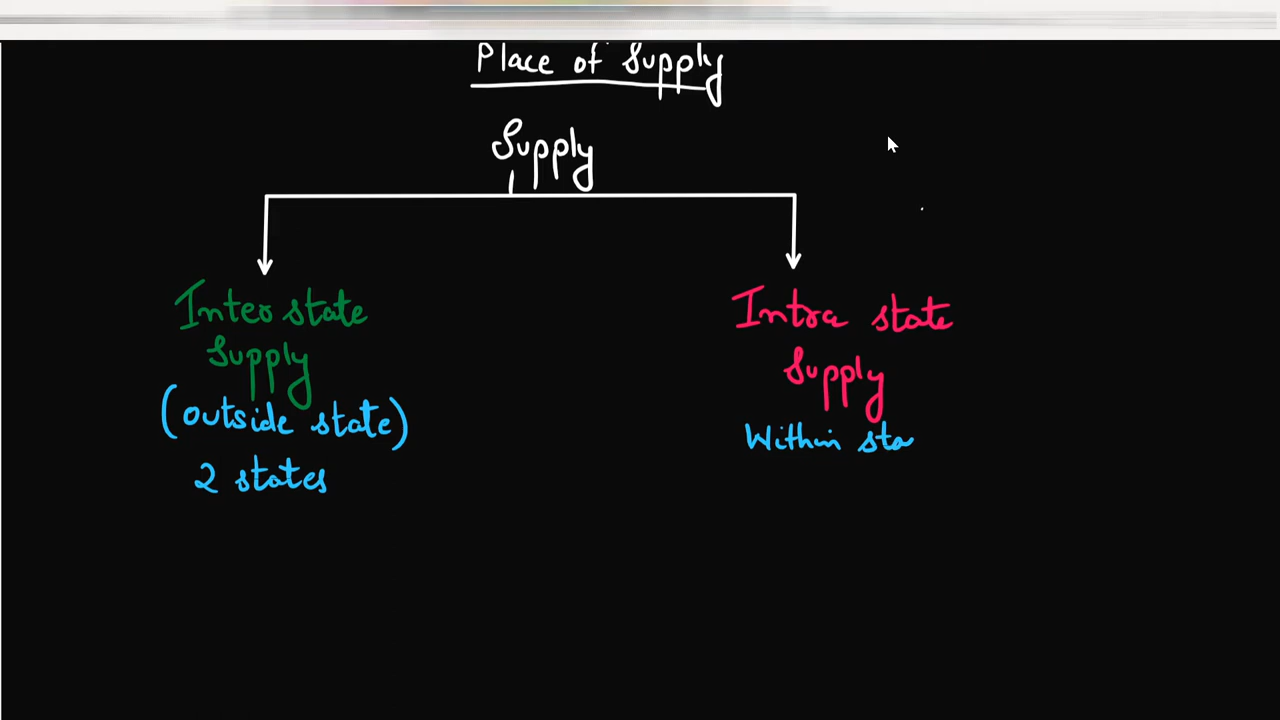 Place of Supply
Supply
Inter state
Supply
(outside state)
2 states
Intra state
Supply
Within sta